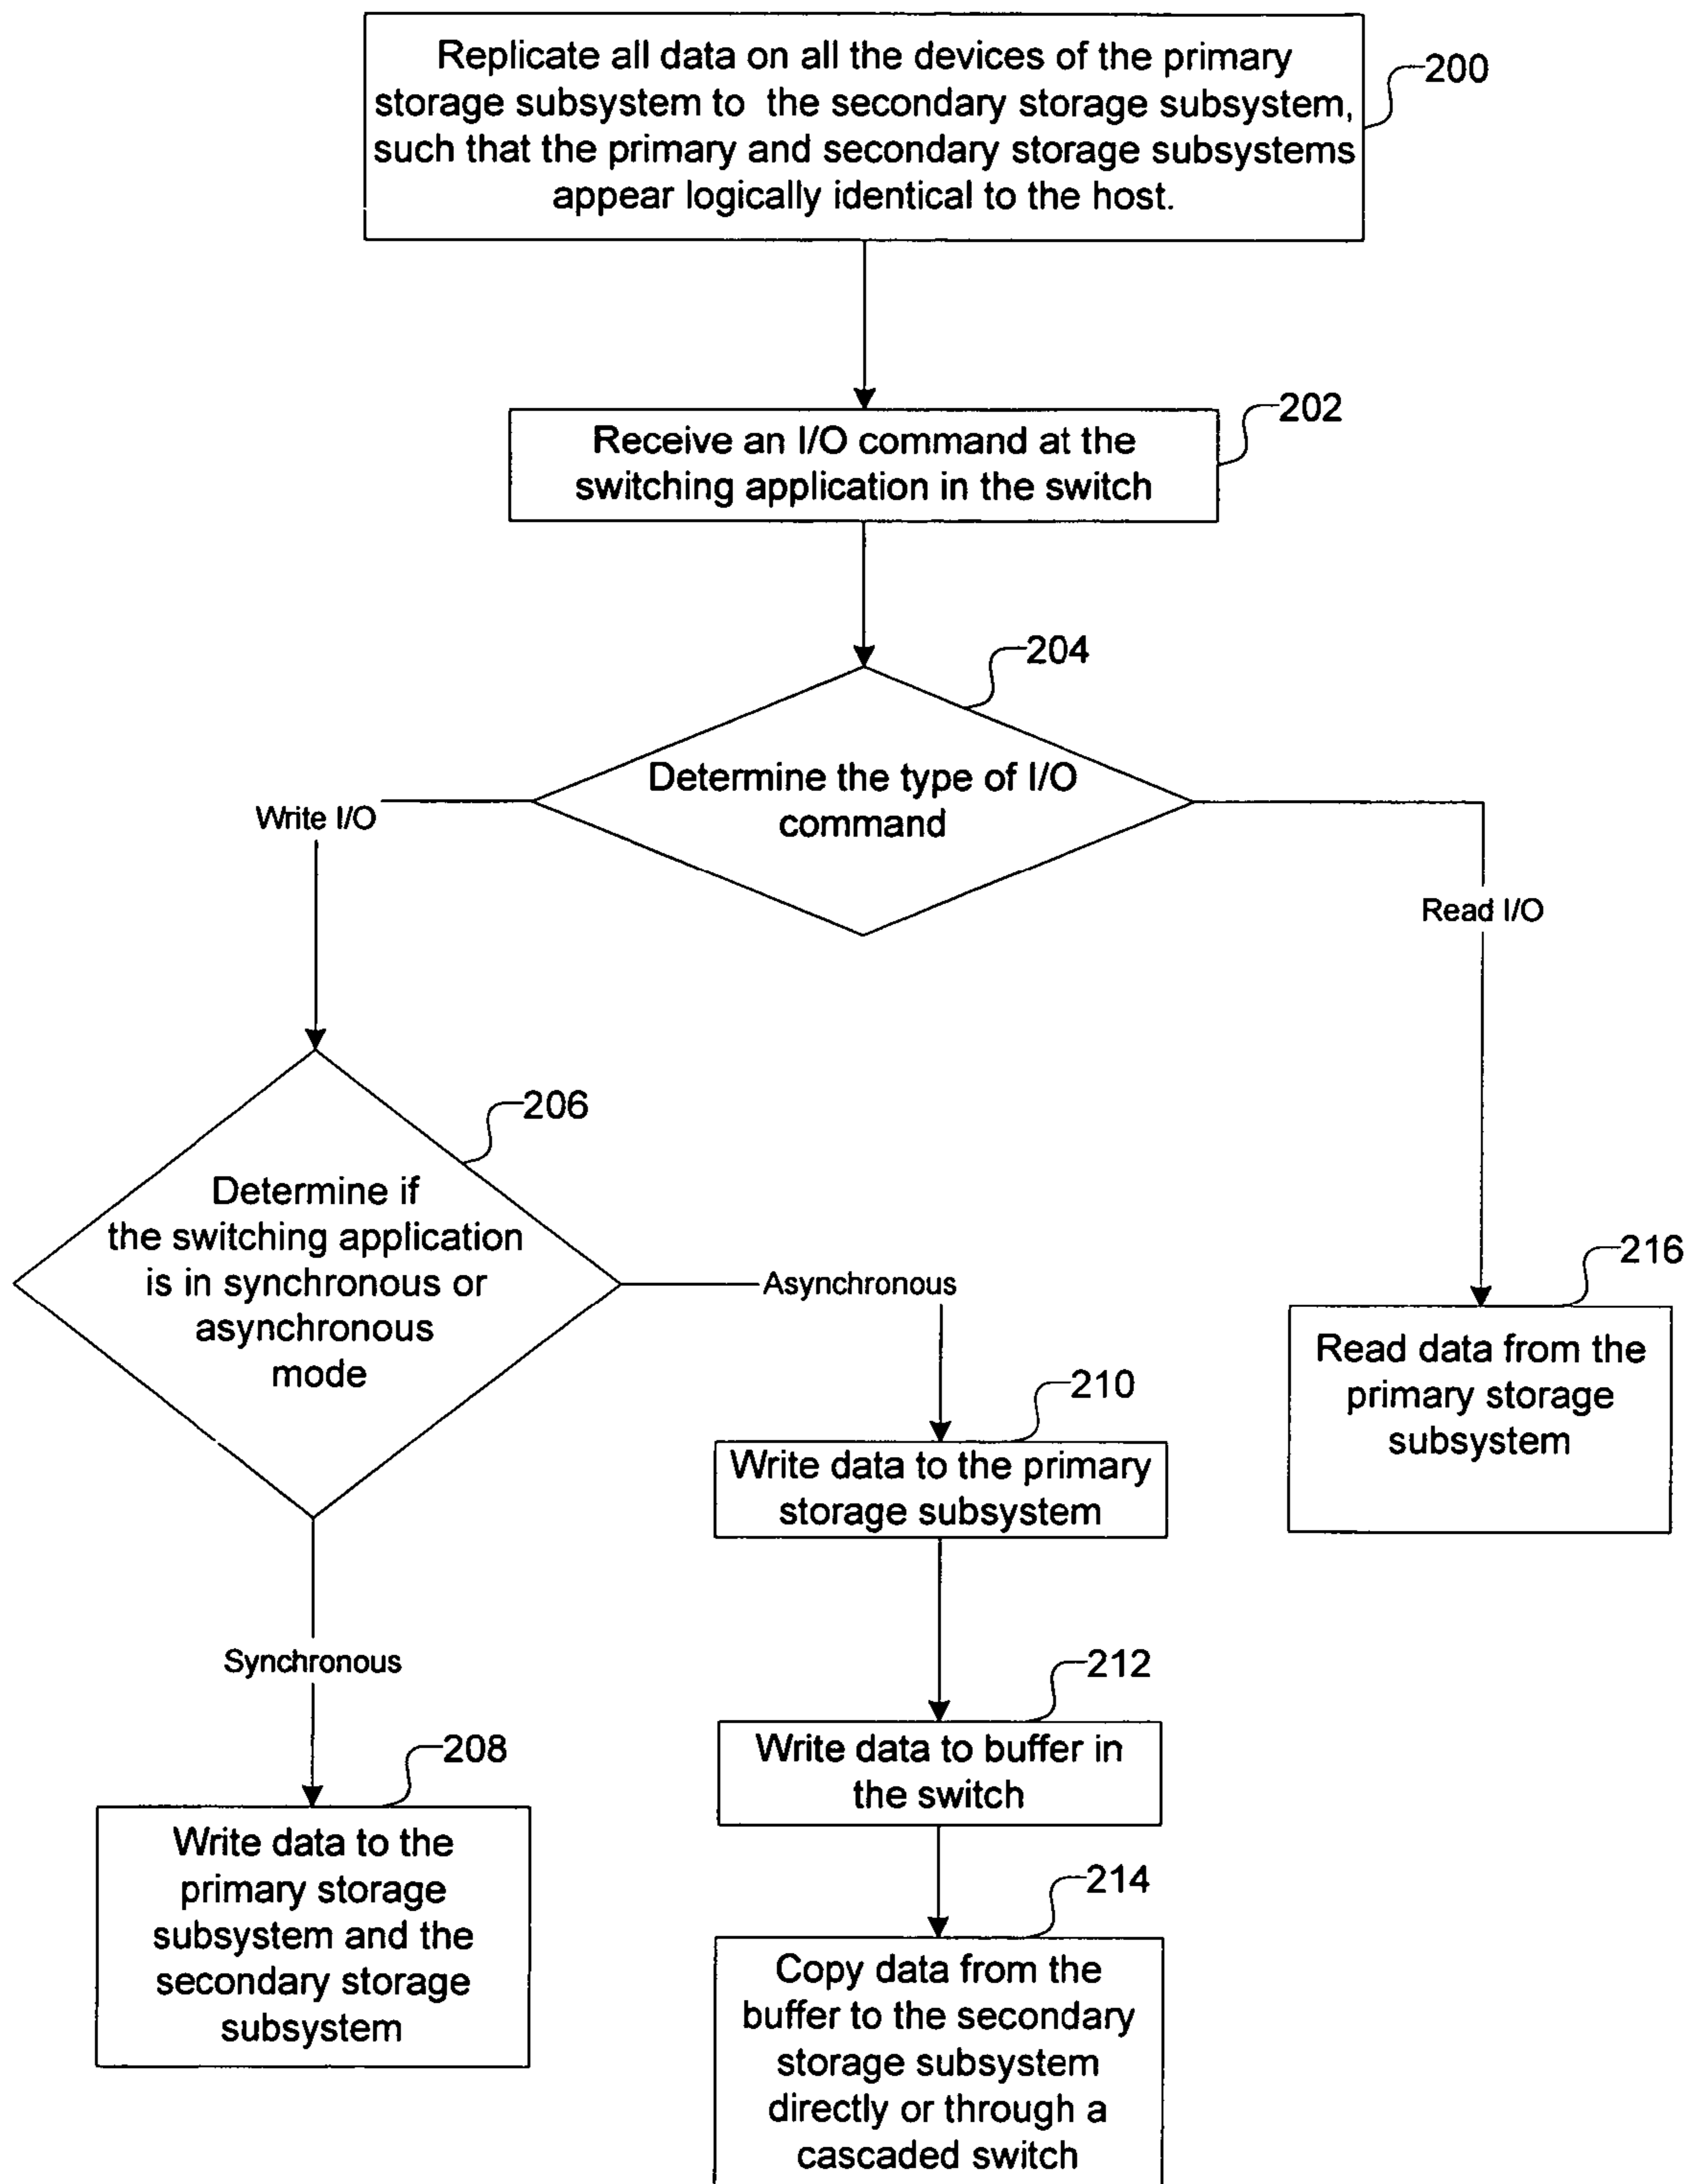 Replicate all data on all the devices of the primary
storage subsystem to the secondary storage subsystem,
such that the primary and secondary storage subsystems
appear logically identical to the host.
200
Receive an I/O command at the
switching application in the switch
202
204
Determine the type of I/O
command
Write I/O
Read I/O
206
Determine if
the switching application
is in synchronous or
asynchronous
mode
Asynchronous
Synchronous
216
Read data from the
primary storage
subsystem
210
Write data to the primary
storage subsystem
212
Write data to buffer in
the switch
208
Write data to the
primary storage
subsystem and the
secondary storage
subsystem
214
Copy data from the
buffer to the secondary
storage subsystem
directly or through a
cascaded switch